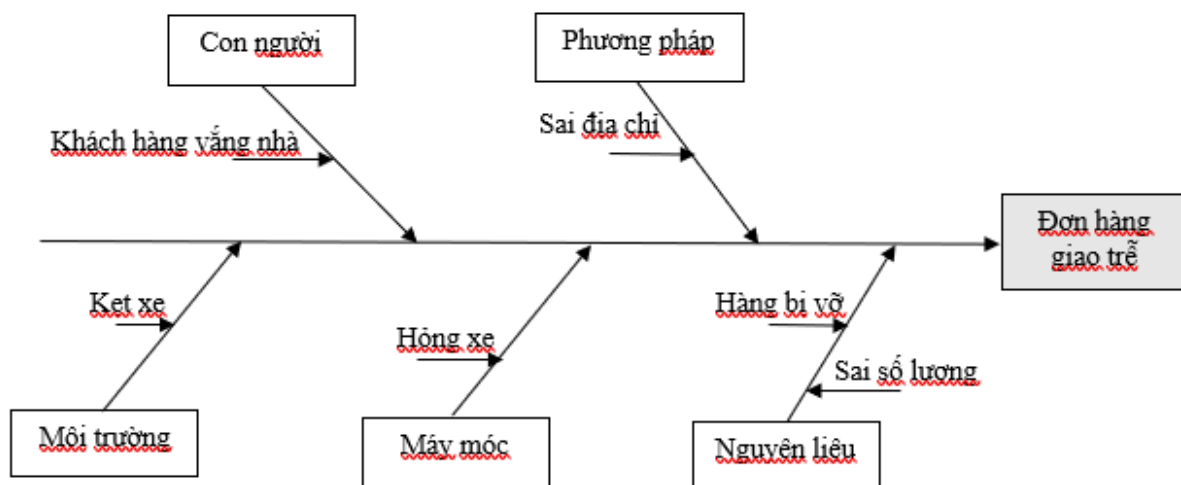 Con người
Phương pháp
Khách hàng vắng nhà
Sai địa chỉ
Đơn hàng
giao trễ
Kẹt xe
Hỏng xe
Hàng bị vỡ
Sai số lượng
Môi trường
Máy móc
Nguyên liệu